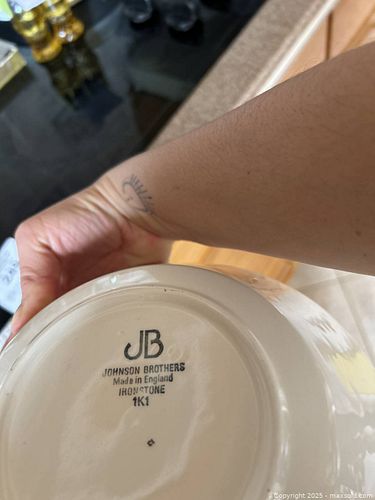 JB
JOHNSON BROTHERS
Made in England
IRONSTONE
1K1
© Copyright 2025 - maxsold.com